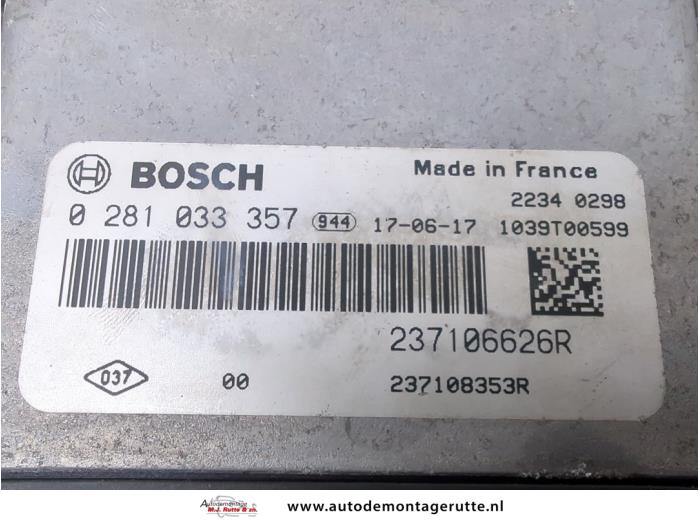 BOSCH Made in France
2234 0298
0 281 033 357 944 17-06-17 1039T00599
237106626R
037 00 237108353R
Autodemontage
M.J. Rutte & zn.
www.autodemontagerutte.nl